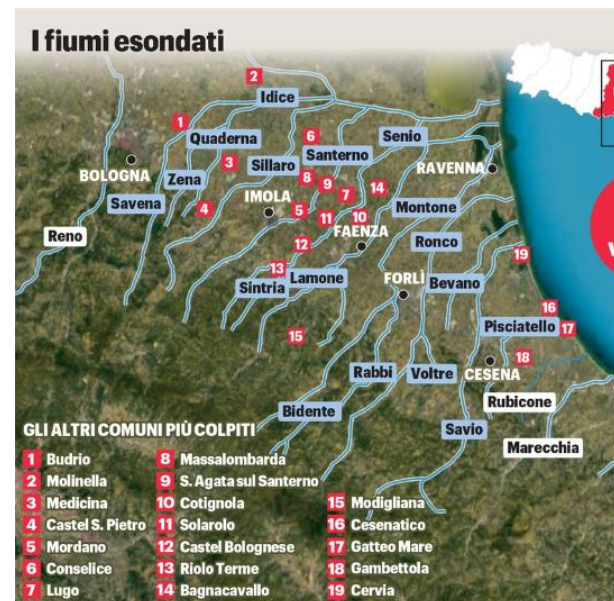 I fiumi esondati
2
Idice
1
Quaderna
6
Senio
BOLOGNA
3
Sillaro
Santerno
RAVENNA
Zena
8
9
7
14
Savena
4
IMOLA
5
11
10
Montone
FAENZA
Reno
12
Ronco
13
Lamone
19
Sintria
FORLÌ
Bevano
16
Pisciatello
17
15
18
CESENA
Rabbi
Voltre
Rubicone
Bidente
Savio
Marecchia
GLI ALTRI COMUNI PIÙ COLPITI
1 Budrio
2 Molinella
3 Medicina
4 Castel S. Pietro
5 Mordano
6 Conselice
7 Lugo
8 Massalombarda
9 S. Agata sul Santerno
10 Cotignola
11 Solarolo
12 Castel Bolognese
13 Riolo Terme
14 Bagnacavallo
15 Modigliana
16 Cesenatico
17 Gatteo Mare
18 Gambettola
19 Cervia